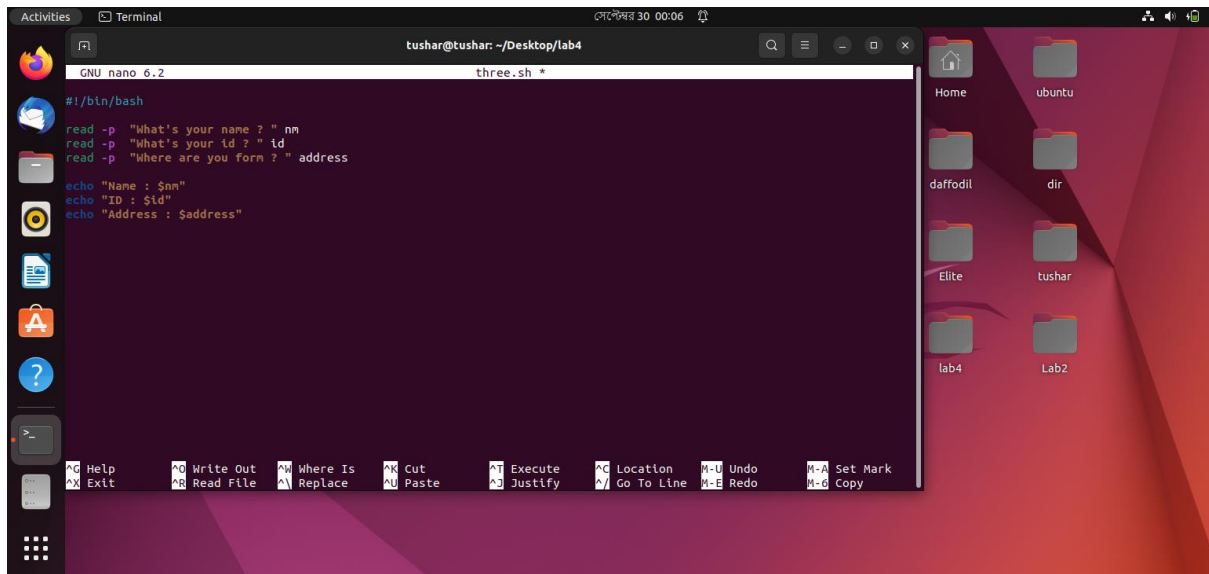 Activities Terminal সেপ্টেম্বর 30 00:06
tushar@tushar: ~/Desktop/lab4
GNU nano 6.2 three.sh *
#!/bin/bash
read -p  "What's your name ? " nm
read -p  "What's your id ? " id
read -p  "Where are you form ? " address
echo "Name : $nm"
echo "ID : $id"
echo "Address : $address"
^G Help ^O Write Out ^W Where Is ^K Cut ^T Execute ^C Location M-U Undo M-A Set Mark
^X Exit ^R Read File ^\ Replace ^U Paste ^J Justify ^/ Go To Line M-E Redo M-6 Copy
Home ubuntu
daffodil dir
Elite tushar
lab4 Lab2